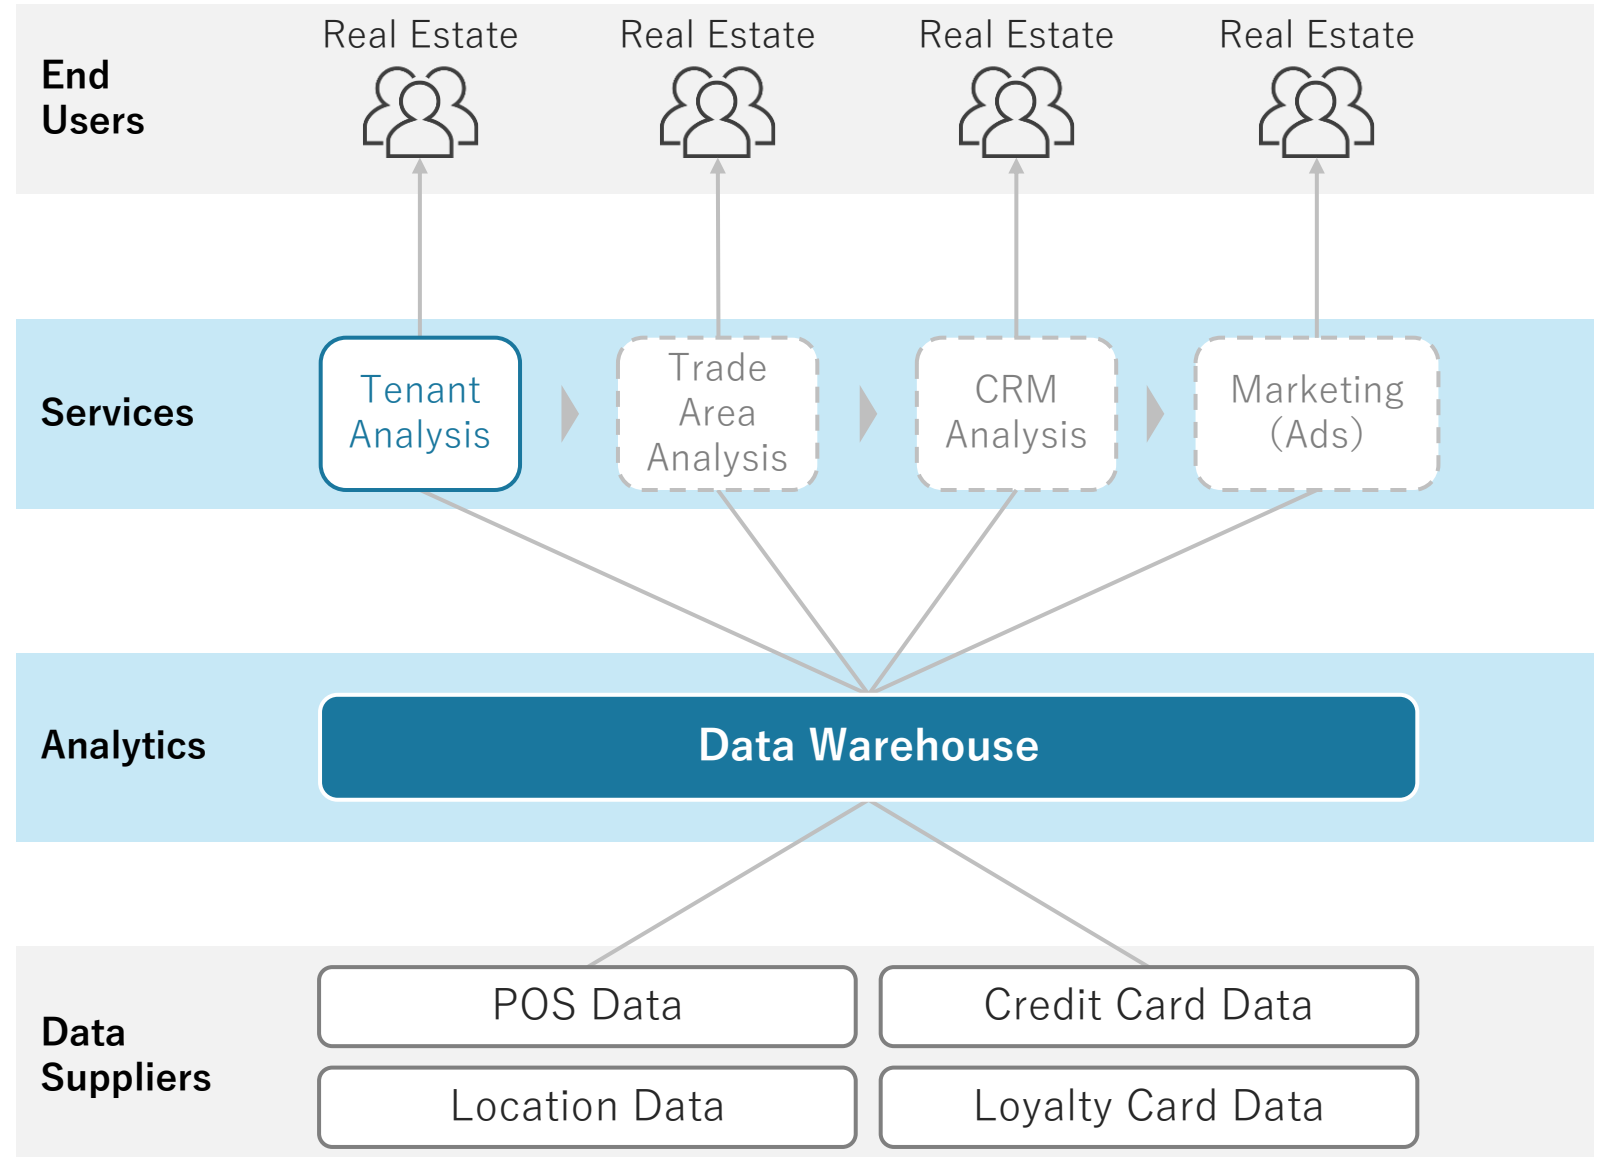 Real Estate
Real Estate
Real Estate
Real Estate
End
Users
Services
Tenant
Analysis
Trade
Area
Analysis
CRM
Analysis
Marketing
(Ads)
Analytics
Data Warehouse
Data
Suppliers
POS Data
Credit Card Data
Location Data
Loyalty Card Data